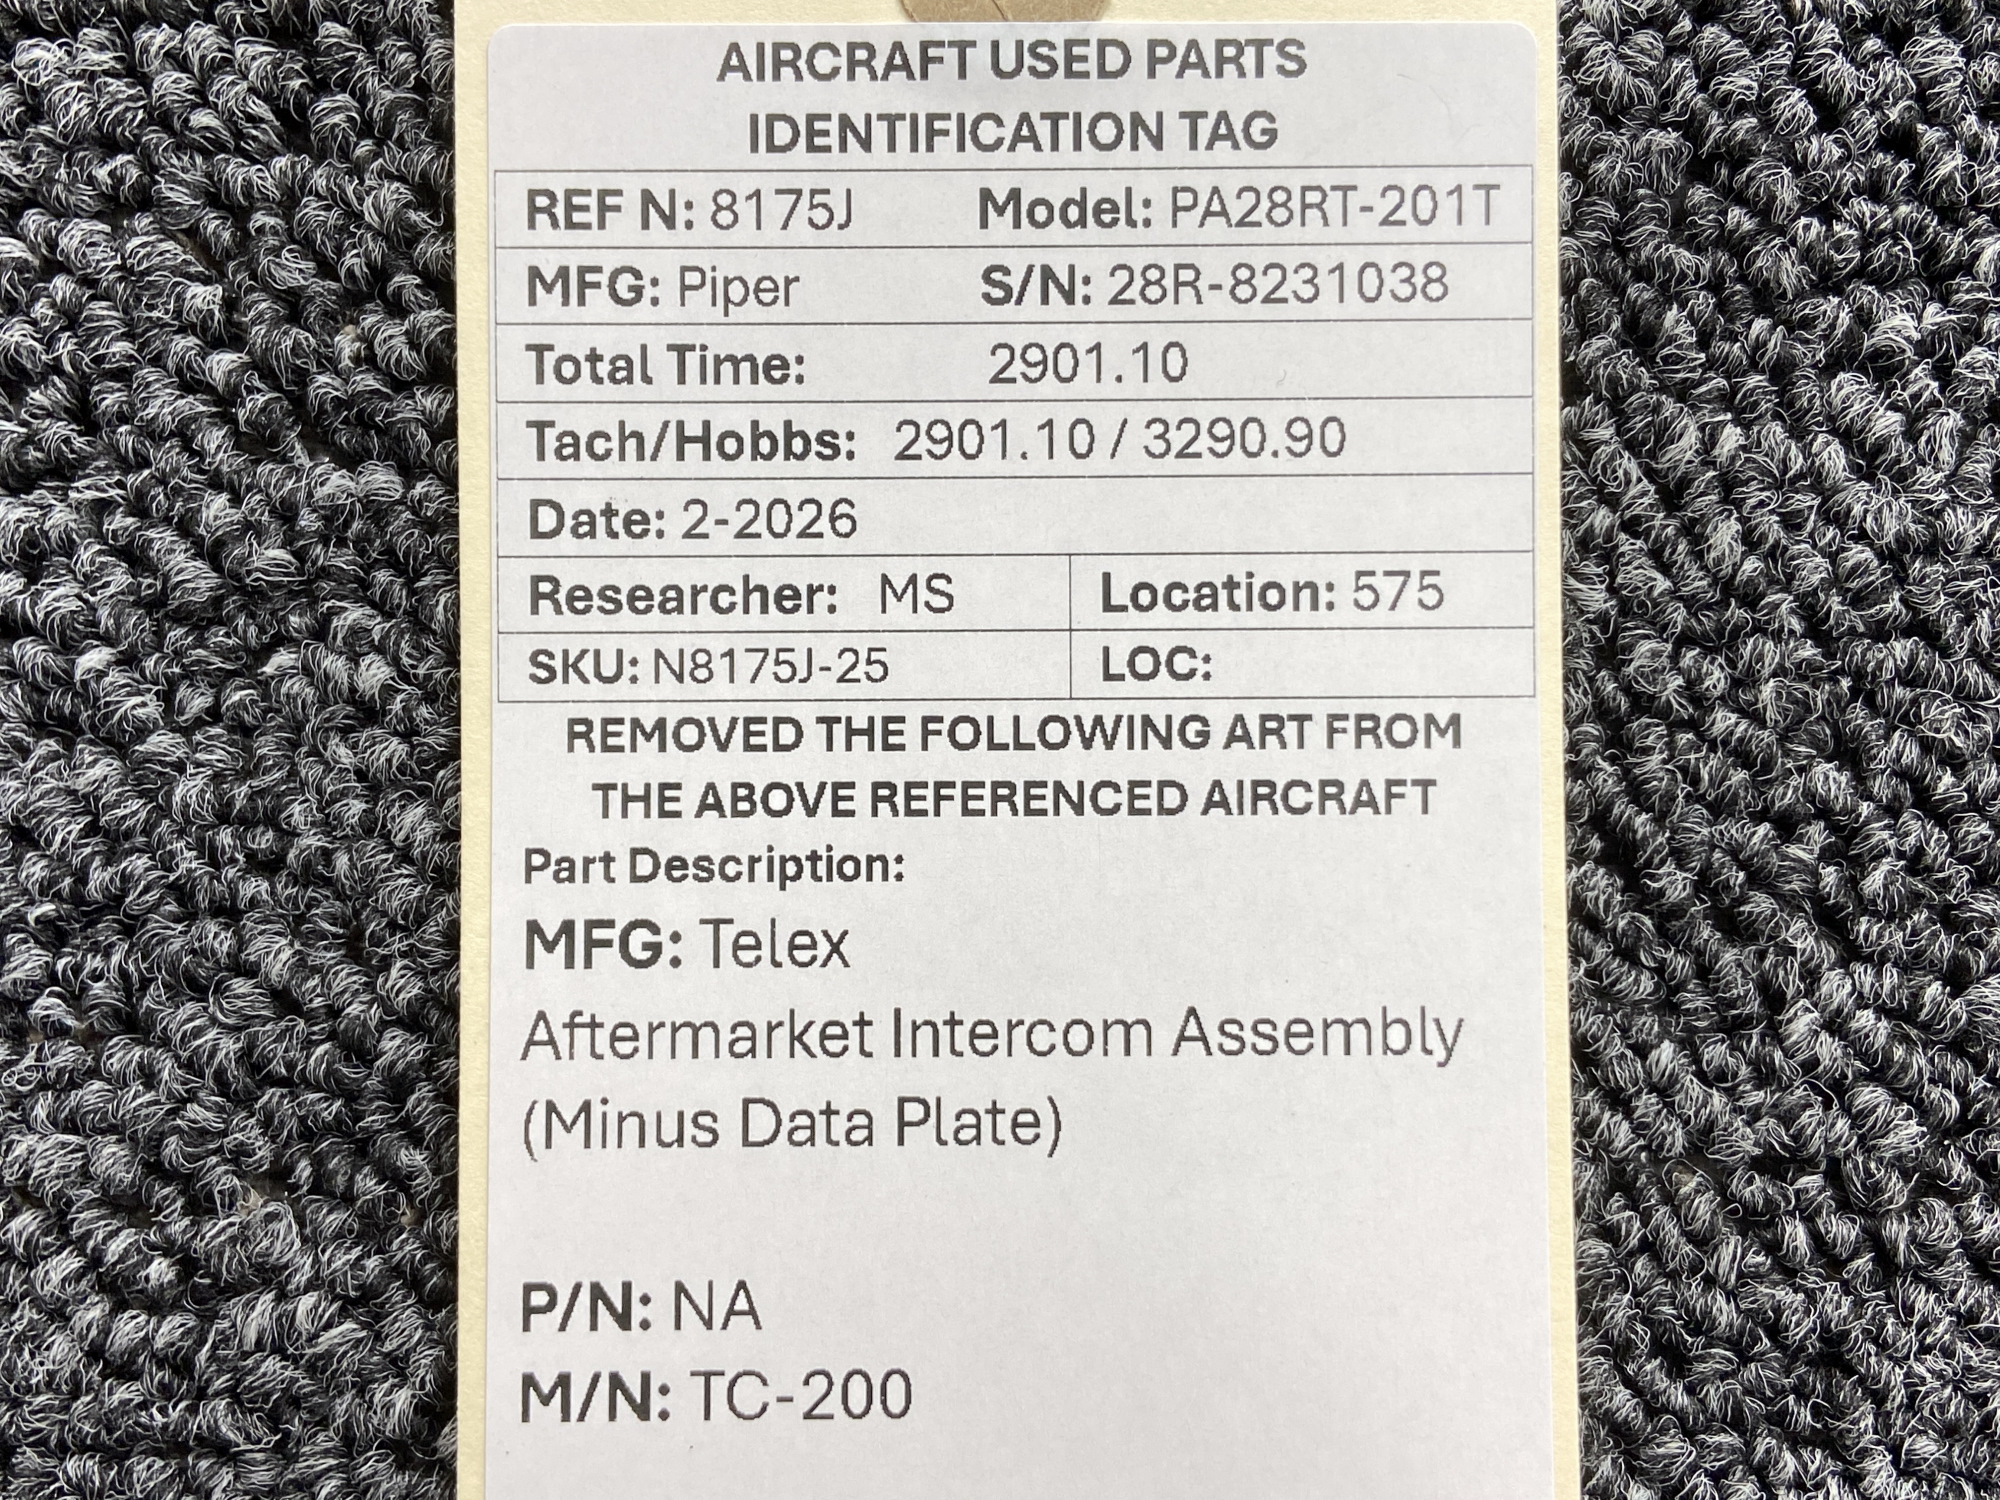 AIRCRAFT USED PARTS
IDENTIFICATION TAG
REF N: 8175J Model: PA28RT-201T
MFG: Piper S/N: 28R-8231038
Total Time: 2901.10
Tach/Hobbs: 2901.10 / 3290.90
Date: 2-2026
Researcher: MS Location: 575
SKU: N8175J-25 LOC:
REMOVED THE FOLLOWING ART FROM
THE ABOVE REFERENCED AIRCRAFT
Part Description:
MFG: Telex
Aftermarket Intercom Assembly
(Minus Data Plate)
P/N: NA
M/N: TC-200